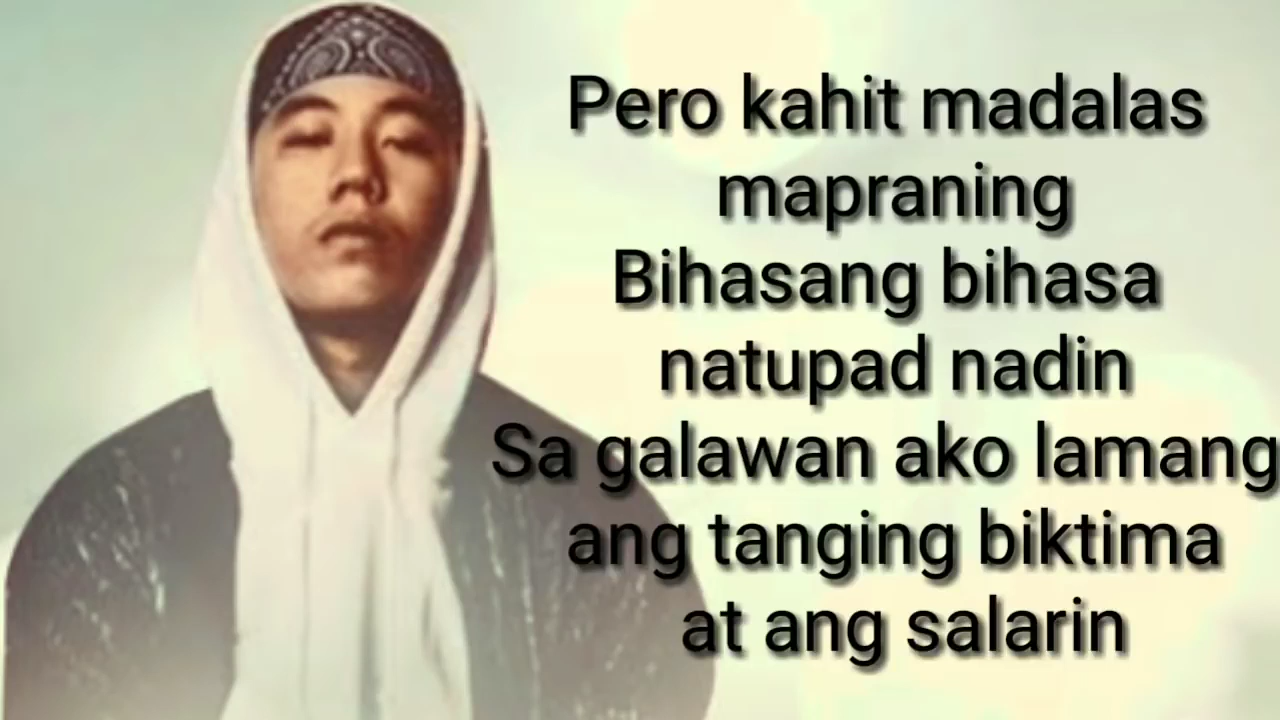 Pero kahit madalas
mapraning
Bihasang bihasa
natupad nadin
Sa galawan ako lamang
ang tanging biktima
at ang salarin